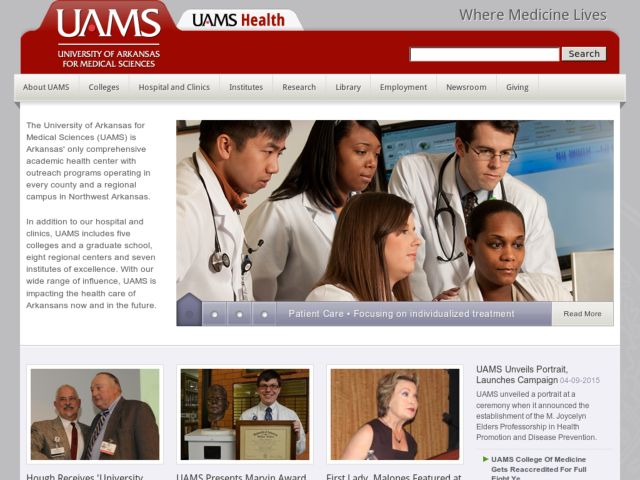 UAMS
UNIVERSITY OF ARKANSAS
FOR MEDICAL SCIENCES
UAMS Health
Where Medicine Lives
Search
About UAMS
Colleges
Hospital and Clinics
Institutes
Research
Library
Employment
Newsroom
Giving
The University of Arkansas for
Medical Sciences (UAMS) is
Arkansas' only comprehensive
academic health center with
outreach programs operating in
every county and a regional
campus in Northwest Arkansas.
In addition to our hospital and
clinics, UAMS includes five
colleges and a graduate school,
eight regional centers and seven
institutes of excellence. With our
wide range of influence, UAMS is
impacting the health care of
Arkansans now and in the future.
Patient Care • Focusing on individualized treatment
Read More
Hough Receives 'University
UAMS Presents Marvin Award
First Lady, Malones Featured at
UAMS Unveils Portrait,
Launches Campaign 04-09-2015
UAMS unveiled a portrait at a
ceremony when it announced the
establishment of the M. Joycelyn
Elders Professorship in Health
Promotion and Disease Prevention.
UAMS College Of Medicine
Gets Reaccredited For Full
Eight Ye